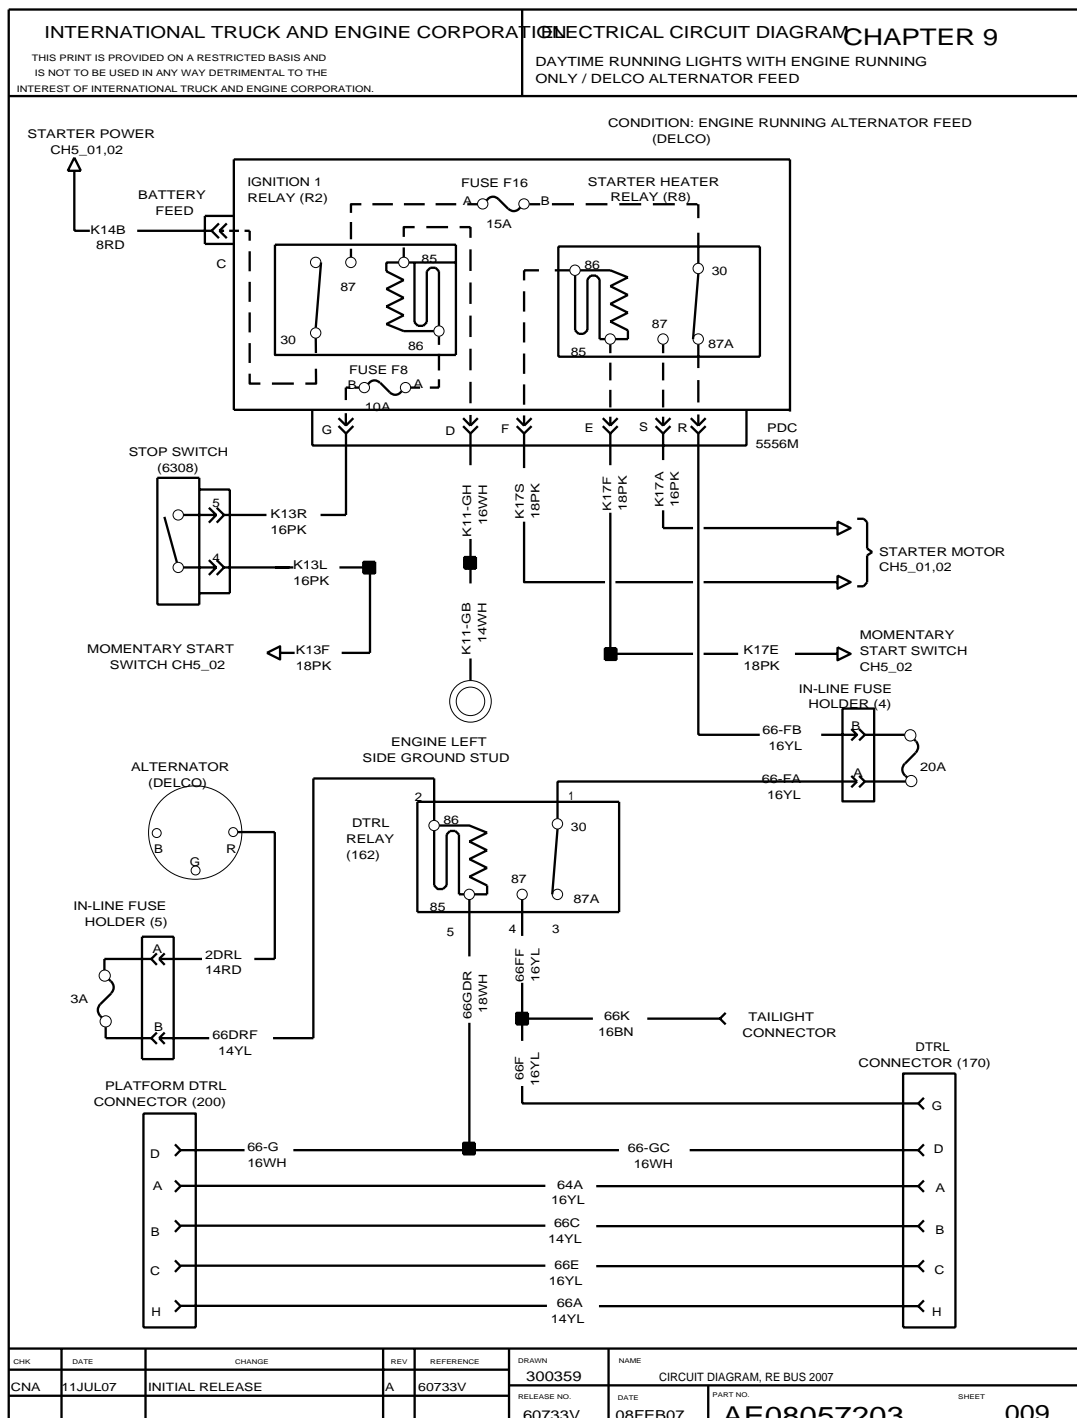 INTERNATIONAL TRUCK AND ENGINE CORPORATION
THIS PRINT IS PROVIDED ON A RESTRICTED BASIS AND
IS NOT TO BE USED IN ANY WAY DETRIMENTAL TO THE
INTEREST OF INTERNATIONAL TRUCK AND ENGINE CORPORATION.
ELECTRICAL CIRCUIT DIAGRAM
CHAPTER 9
DAYTIME RUNNING LIGHTS WITH ENGINE RUNNING
ONLY / DELCO ALTERNATOR FEED
CONDITION: ENGINE RUNNING ALTERNATOR FEED
(DELCO)
STARTER POWER
CH5_01,02
BATTERY
FEED
K14B
8RD
C
IGNITION 1
RELAY (R2)
FUSE F16
A
B
15A
STARTER HEATER
RELAY (R8)
85
87
30
86
FUSE F8
B
A
10A
86
30
87
85
87A
G
D
F
E
S
R
PDC
5556M
STOP SWITCH
(6308)
5
K13R
16PK
4
K13L
16PK
K11-GH
16WH
K17S
18PK
K17F
18PK
K17A
16PK
STARTER MOTOR
CH5_01,02
MOMENTARY START
SWITCH CH5_02
K13F
18PK
K11-GB
14WH
K17E
18PK
MOMENTARY
START SWITCH
CH5_02
ENGINE LEFT
SIDE GROUND STUD
IN-LINE FUSE
HOLDER (4)
66-FB
16YL
B
66-FA
16YL
A
20A
ALTERNATOR
(DELCO)
B
R
G
DTRL
RELAY
(162)
2
1
86
30
87
85
87A
5
4
3
IN-LINE FUSE
HOLDER (5)
A
2DRL
14RD
3A
B
66DRF
14YL
66GDR
18WH
66FF
16YL
66K
16BN
TAILIGHT
CONNECTOR
66F
16YL
PLATFORM DTRL
CONNECTOR (200)
DTRL
CONNECTOR (170)
G
D
66-G
16WH
66-GC
16WH
D
A
64A
16YL
A
B
66C
14YL
B
C
66E
16YL
C
H
66A
14YL
H
CHK
DATE
CHANGE
REV
REFERENCE
CNA
11JUL07
INITIAL RELEASE
A
60733V
DRAWN
300359
NAME
CIRCUIT DIAGRAM, RE BUS 2007
RELEASE NO.
60733V
DATE
08FEB07
PART NO.
AE08057203
SHEET
009